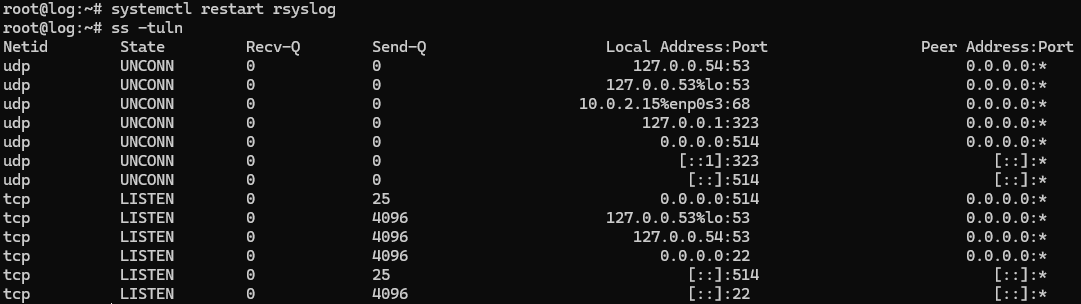 root@log:~# systemctl restart rsyslog
root@log:~# ss -tuln
Netid State Recv-Q Send-Q Local Address:Port Peer Address:Port
udp UNCONN 0 0 127.0.0.54:53 0.0.0.0:*
udp UNCONN 0 0 127.0.0.53%lo:53 0.0.0.0:*
udp UNCONN 0 0 10.0.2.15%enp0s3:68 0.0.0.0:*
udp UNCONN 0 0 127.0.0.1:323 0.0.0.0:*
udp UNCONN 0 0 0.0.0.0:514 0.0.0.0:*
udp UNCONN 0 0 [::1]:323 [::]:*
udp UNCONN 0 0 [::]:514 [::]:*
tcp LISTEN 0 25 0.0.0.0:514 0.0.0.0:*
tcp LISTEN 0 4096 127.0.0.53%lo:53 0.0.0.0:*
tcp LISTEN 0 4096 127.0.0.54:53 0.0.0.0:*
tcp LISTEN 0 4096 0.0.0.0:22 0.0.0.0:*
tcp LISTEN 0 25 [::]:514 [::]:*
tcp LISTEN 0 4096 [::]:22 [::]:*